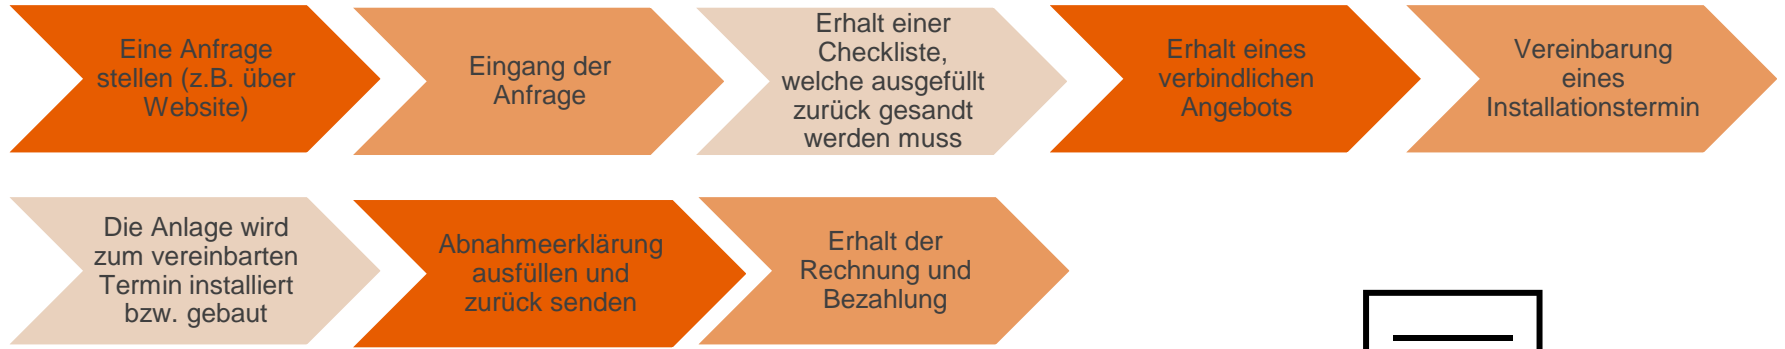 Eine Anfrage
stellen (z.B. über
Website)
Eingang der
Anfrage
Erhalt einer
Checkliste,
welche ausgefüllt
zurück gesandt
werden muss
Erhalt eines
verbindlichen
Angebots
Vereinbarung
eines
Installationstermin
Die Anlage wird
zum vereinbarten
Termin installiert
bzw. gebaut
Abnahmeerklärung
ausfüllen und
zurück senden
Erhalt der
Rechnung und
Bezahlung